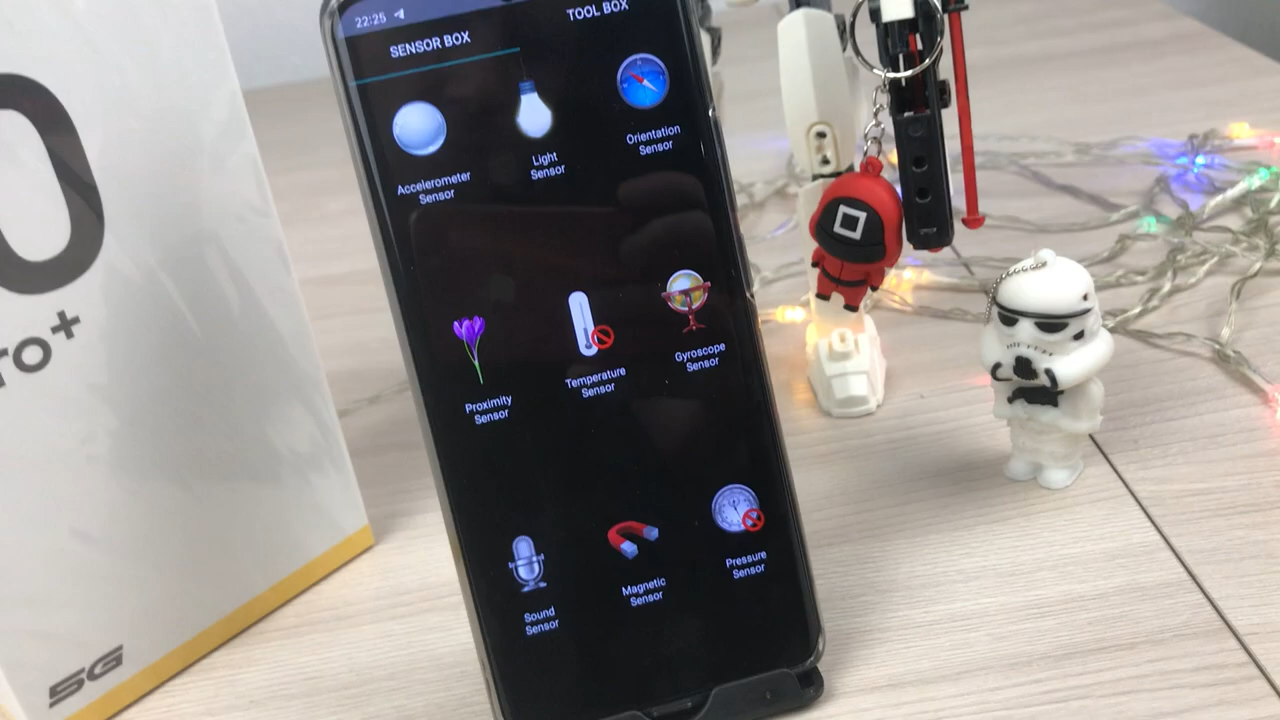 22:25
SENSOR BOX
TOOL BOX
Accelerometer
Sensor
Light
Sensor
Orientation
Sensor
Proximity
Sensor
Temperature
Sensor
Gyroscope
Sensor
Sound
Sensor
Magnetic
Sensor
Pressure
Sensor
0
ro+
5G